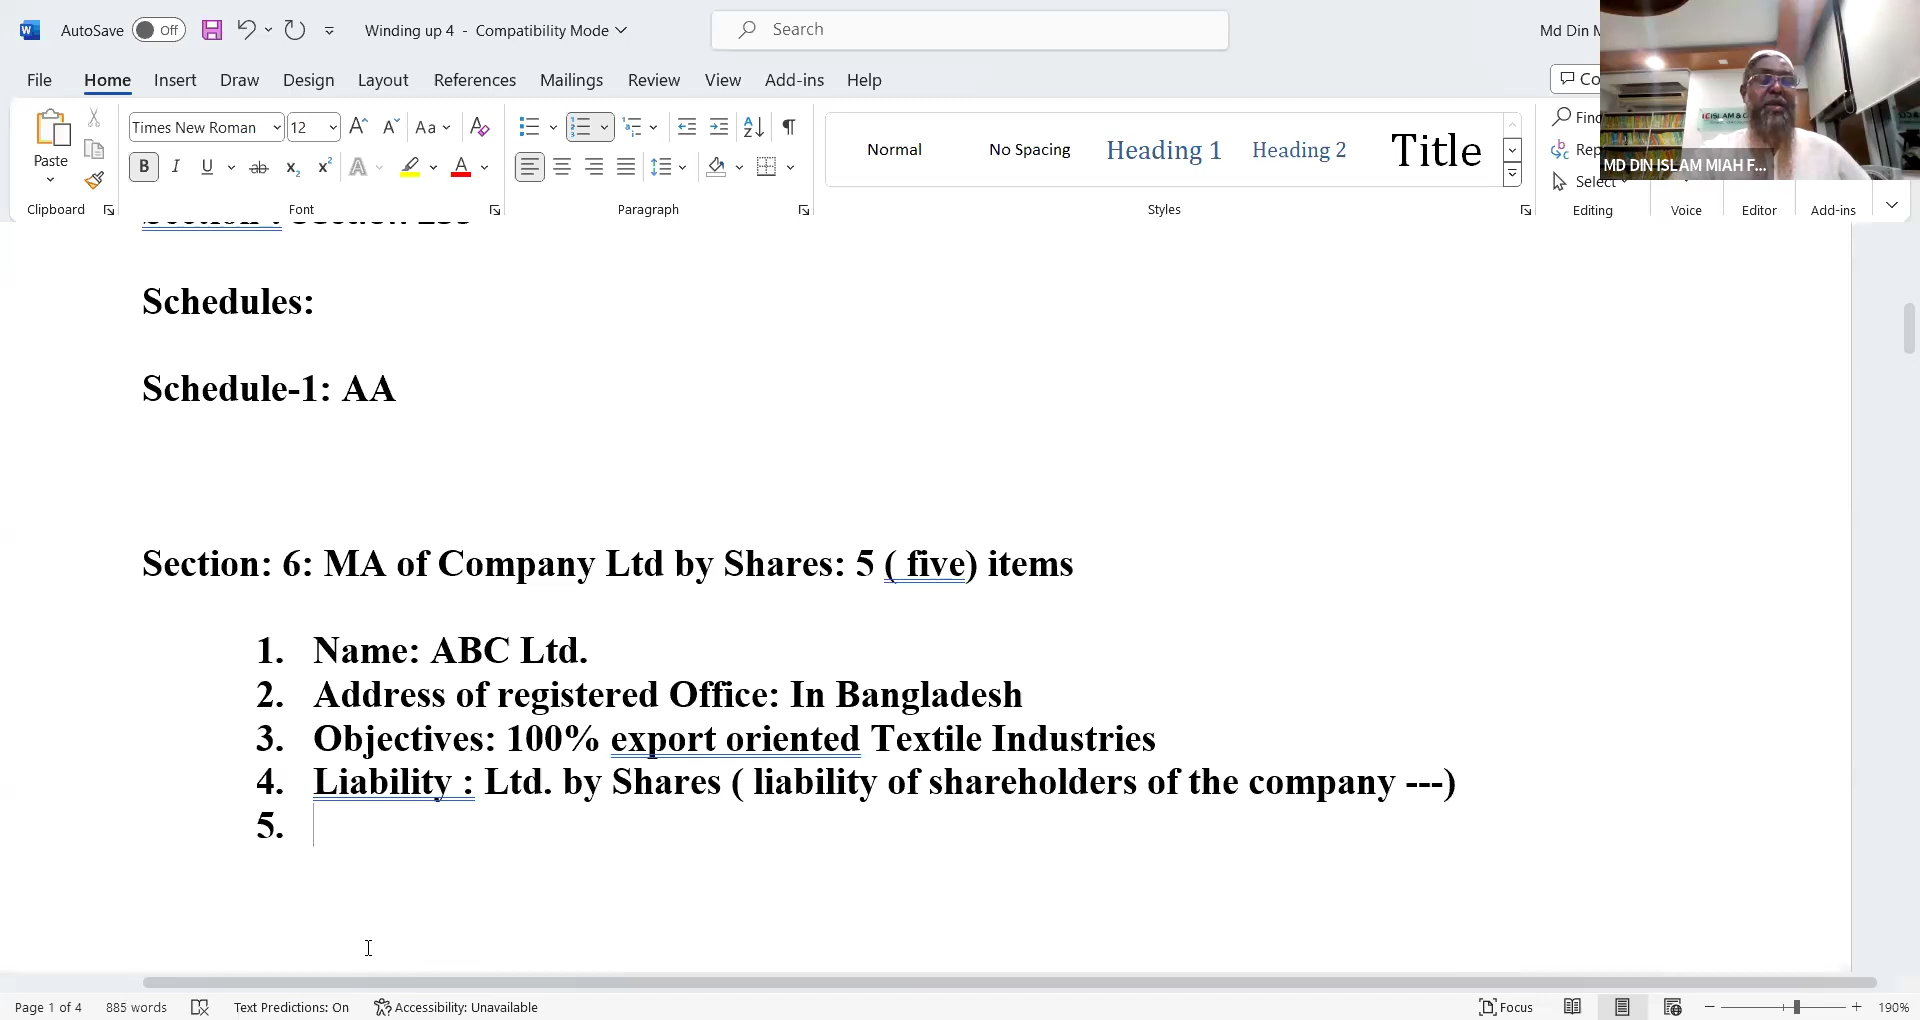 AutoSave Off Winding up 4 - Compatibility Mode Search Md Din
File Home Insert Draw Design Layout References Mailings Review View Add-ins Help
Paste Times New Roman 12 Aa
B I U ab x₂ x² A A
Normal No Spacing Heading 1 Heading 2 Title
Select
Clipboard Font Paragraph Styles Editing Voice Editor Add-ins
ISLAM &
MD DIN ISLAM MIAH F...
Schedules:
Schedule-1: AA
Section: 6: MA of Company Ltd by Shares: 5 ( five) items
1. Name: ABC Ltd.
2. Address of registered Office: In Bangladesh
3. Objectives: 100% export oriented Textile Industries
4. Liability : Ltd. by Shares ( liability of shareholders of the company ---)
5.
Page 1 of 4 885 words Text Predictions: On Accessibility: Unavailable Focus 190%